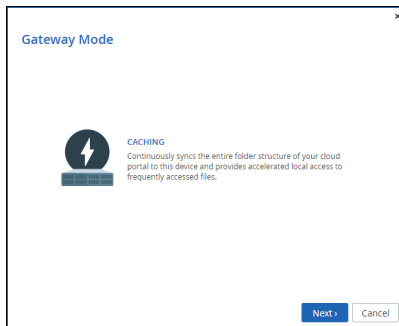 ×
Gateway Mode
CACHING
Continuously syncs the entire folder structure of your cloud
portal to this device and provides accelerated local access to
frequently accessed files.
Next ›
Cancel